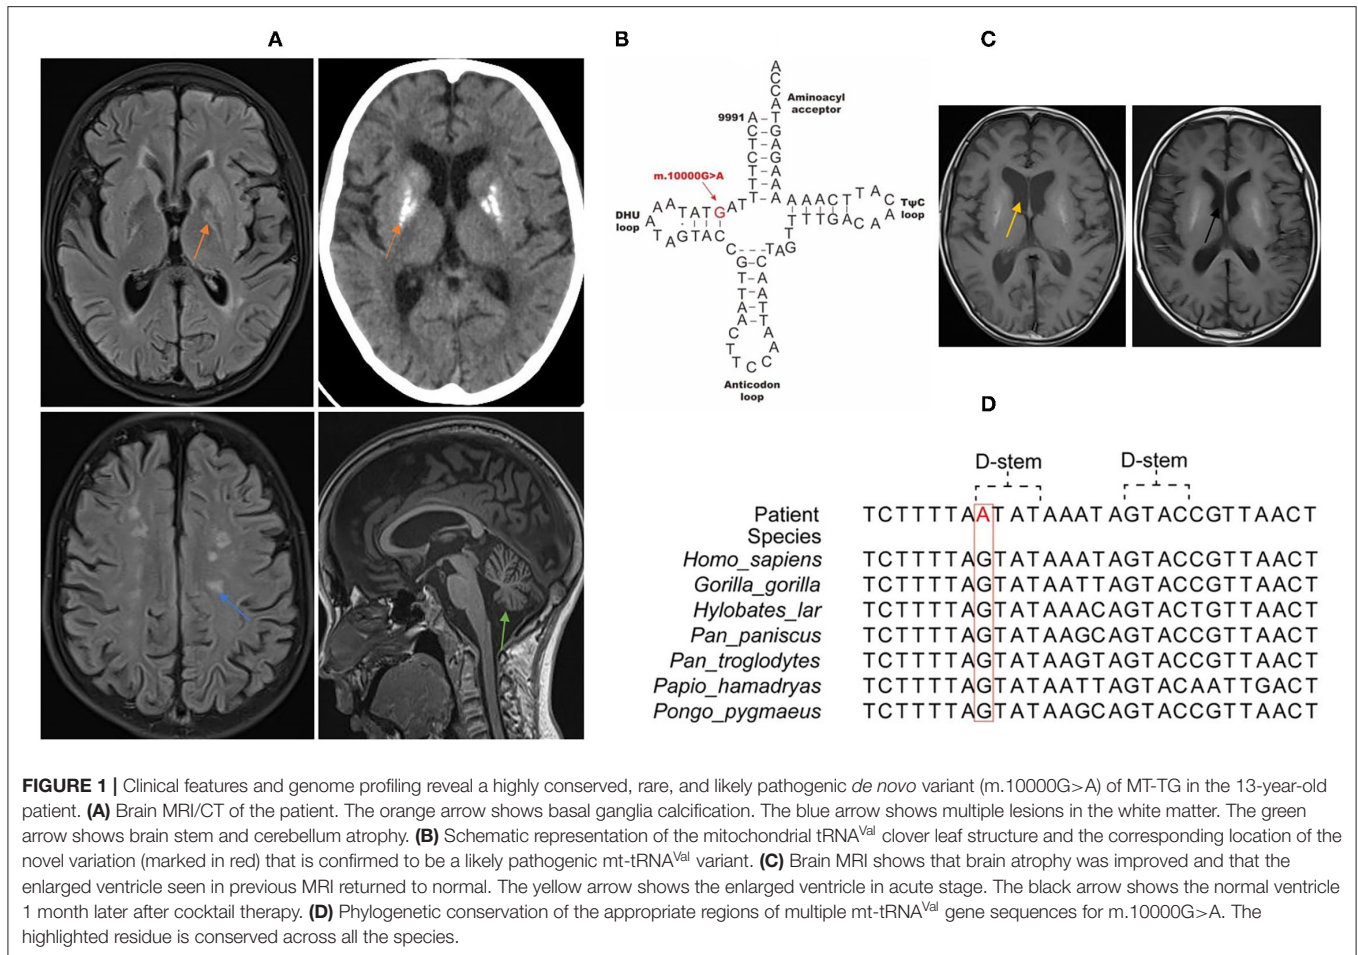 A
B
C
9991
Aminoacyl
acceptor
m.10000G>A
DHU
loop
TψC
loop
Anticodon
loop
D
D-stem D-stem
Patient TCTTTTAATATAAATAGTACCGTTAACT
Species
Homo_sapiens TCTTTTAGTATAAATAGTACCGTTAACT
Gorilla_gorilla TCTTTTAGTATAATTAGTACCGTTAACT
Hylobates_lar TCTTTTAGTATAAACAGTACTGTTAACT
Pan_paniscus TCTTTTAGTATAAGCAGTACCGTTAACT
Pan_troglodytes TCTTTTAGTATAAGTAGTACCGTTAACT
Papio_hamadryas TCTTTTAGTATAATTAGTACAATTGACT
Pongo_pygmaeus TCTTTTAGTATAAGCAGTACCGTTAACT
FIGURE 1 | Clinical features and genome profiling reveal a highly conserved, rare, and likely pathogenic de novo variant (m.10000G>A) of MT-TG in the 13-year-old
patient. (A) Brain MRI/CT of the patient. The orange arrow shows basal ganglia calcification. The blue arrow shows multiple lesions in the white matter. The green
arrow shows brain stem and cerebellum atrophy. (B) Schematic representation of the mitochondrial tRNAVal clover leaf structure and the corresponding location of the
novel variation (marked in red) that is confirmed to be a likely pathogenic mt-tRNAVal variant. (C) Brain MRI shows that brain atrophy was improved and that the
enlarged ventricle seen in previous MRI returned to normal. The yellow arrow shows the enlarged ventricle in acute stage. The black arrow shows the normal ventricle
1 month later after cocktail therapy. (D) Phylogenetic conservation of the appropriate regions of multiple mt-tRNAVal gene sequences for m.10000G>A. The
highlighted residue is conserved across all the species.